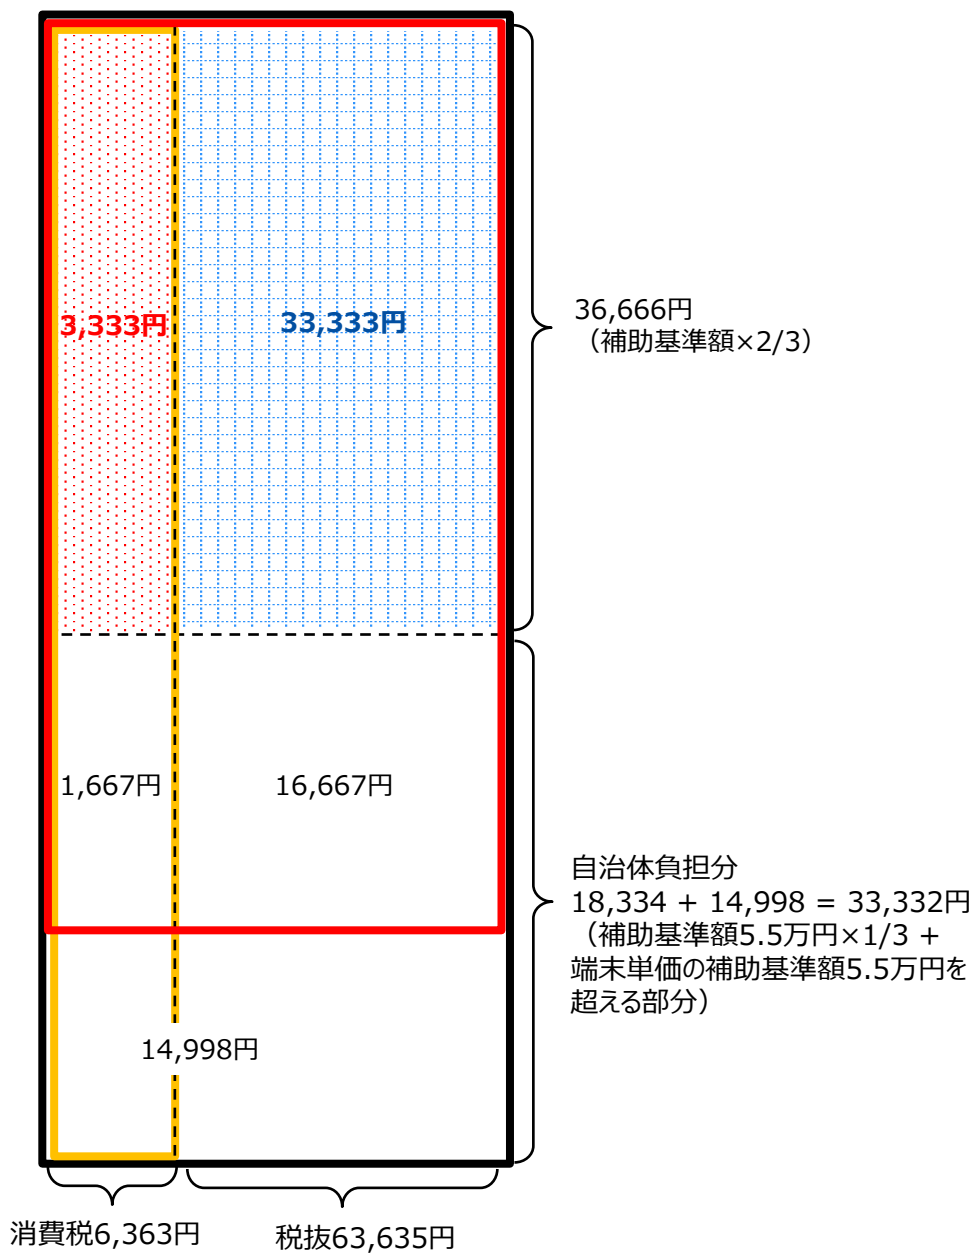 3,333円
33,333円
36,666円
（補助基準額×2/3）
1,667円
16,667円
自治体負担分
18,334 + 14,998 = 33,332円
（補助基準額5.5万円×1/3 +
端末単価の補助基準額5.5万円を
超える部分）
14,998円
消費税6,363円
税抜63,635円